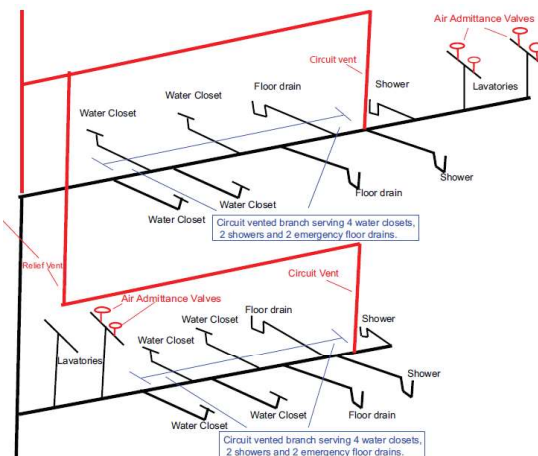 Air Admittance Valves
Circuit vent
Floor drain
Shower
Lavatories
Water Closet
Water Closet
Water Closet
Water Closet
Floor drain
Shower
Circuit vented branch serving 4 water closets,
2 showers and 2 emergency floor drains.
Relief Vent
Circuit Vent
Air Admittance Valves
Floor drain
Shower
Water Closet
Water Closet
Lavatories
Shower
Water Closet
Floor drain
Water Closet
Circuit vented branch serving 4 water closets,
2 showers and 2 emergency floor drains.